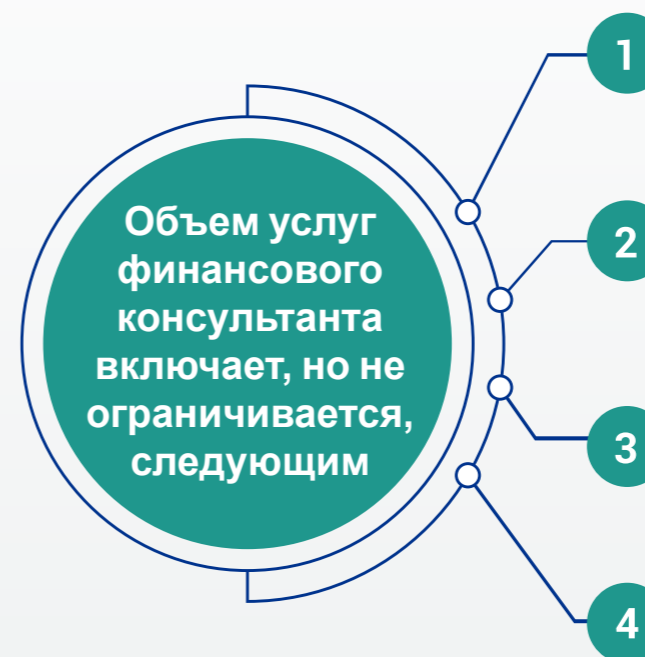 Объем услуг
финансового
консультанта
включает, но не
ограничивается,
следующим
1
2
3
4